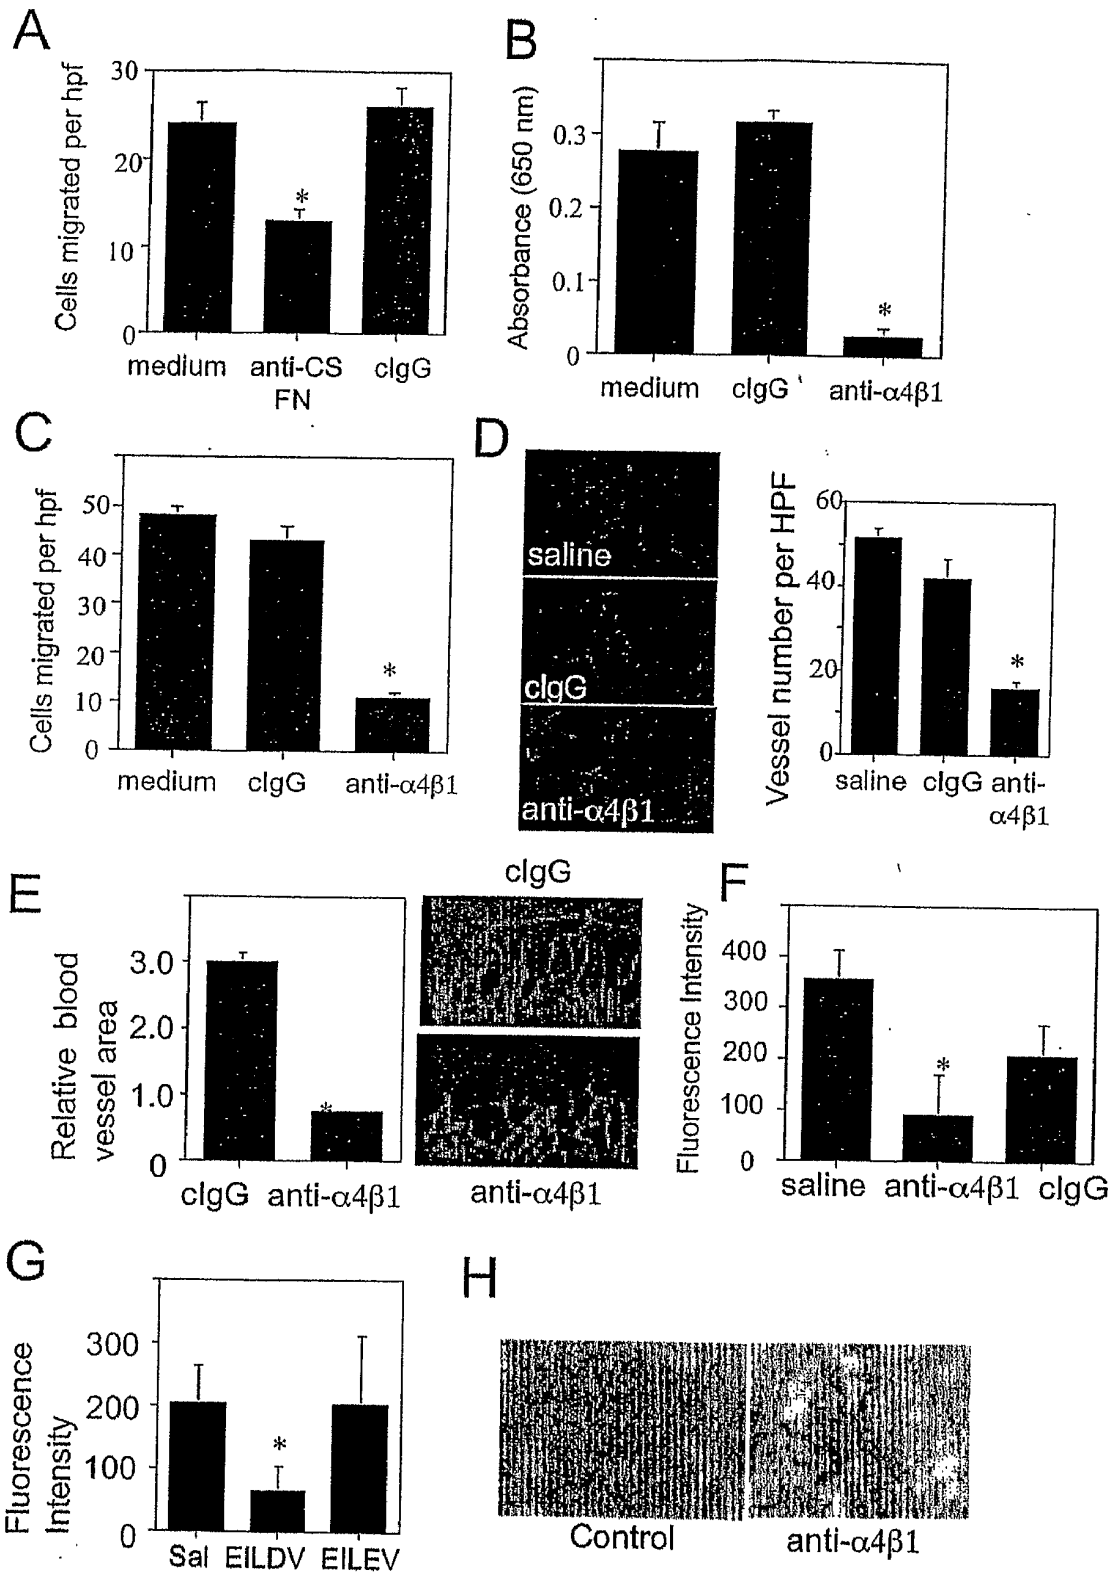 A
Cells migrated per hpf
30
20
10
0
*
medium anti-CS cIgG
FN
B
Absorbance (650 nm)
0.3
0.2
0.1
0
*
medium cIgG anti-α4β1
C
Cells migrated per hpf
50
40
30
20
10
0
*
medium cIgG anti-α4β1
D
saline
cIgG
anti-α4β1
Vessel number per HPF
60
40
20
0
*
saline cIgG anti-
α4β1
E
Relative blood
vessel area
3.0
2.0
1.0
0
*
cIgG anti-α4β1
cIgG
anti-α4β1
F
Fluorescence Intensity
400
300
200
100
0
*
saline anti-α4β1 cIgG
G
Fluorescence
Intensity
300
200
100
0
*
Sal EILDV EILEV
H
Control anti-α4β1